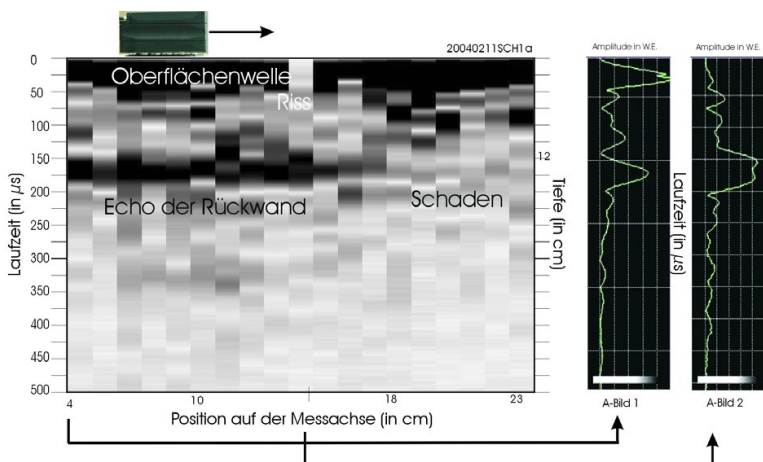 20040211SCH1a
Amplitude in W.E.
Amplitude in W.E.
0
50
100
150
200
250
300
350
400
450
500
Laufzeit (in µs)
Oberflächenwelle
Riss
Echo der Rückwand
Schaden
12
Tiefe (in cm)
Laufzeit (in µs)
4
10
18
23
Position auf der Messachse (in cm)
A-Bild 1
A-Bild 2